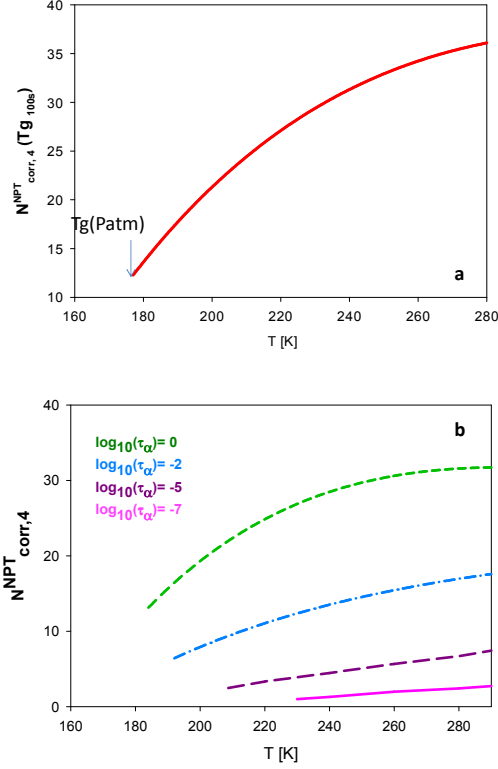 40
35
30
25
20
15
10
N^NPT_corr, 4 (Tg_100s)
Tg(Patm)
a
160 180 200 220 240 260 280
T [K]
40
30
20
10
0
N^NPT_corr,4
b
log10(τα)= 0
log10(τα)= -2
log10(τα)= -5
log10(τα)= -7
160 180 200 220 240 260 280
T [K]